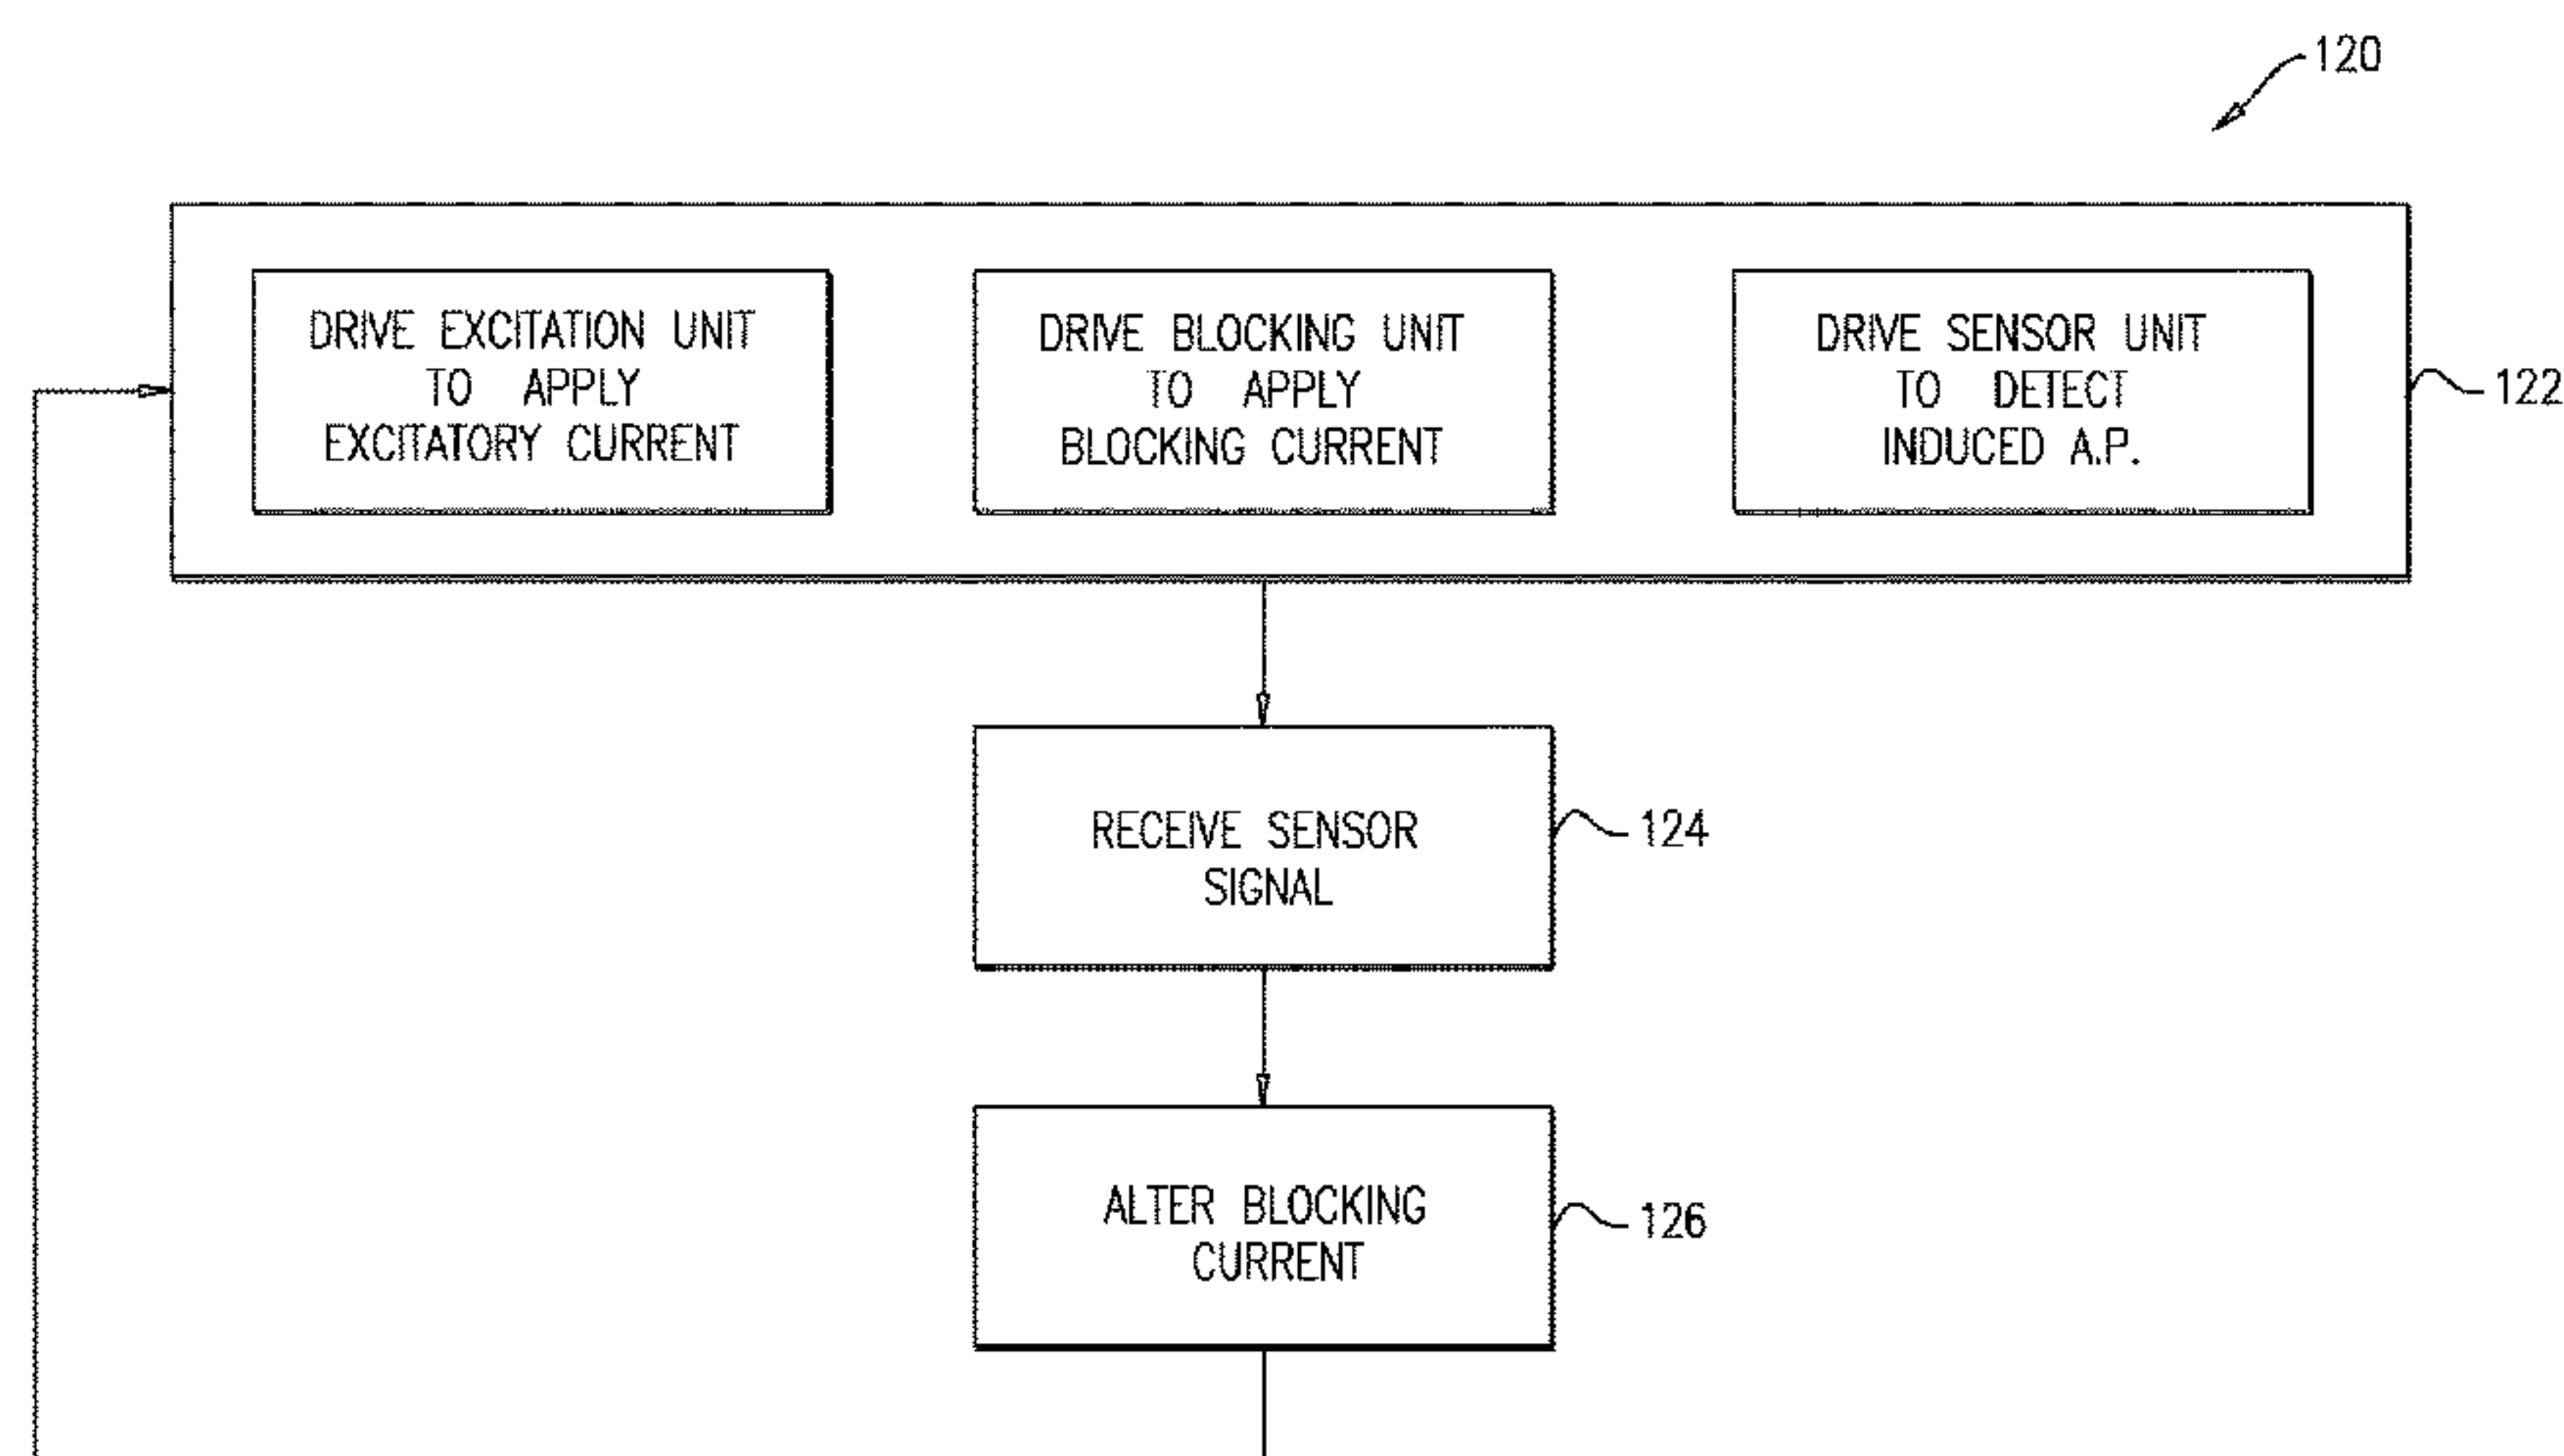 120
DRIVE EXCITATION UNIT
TO APPLY
EXCITATORY CURRENT
DRIVE BLOCKING UNIT
TO APPLY
BLOCKING CURRENT
DRIVE SENSOR UNIT
TO DETECT
INDUCED A.P.
122
RECEIVE SENSOR
SIGNAL
124
ALTER BLOCKING
CURRENT
126